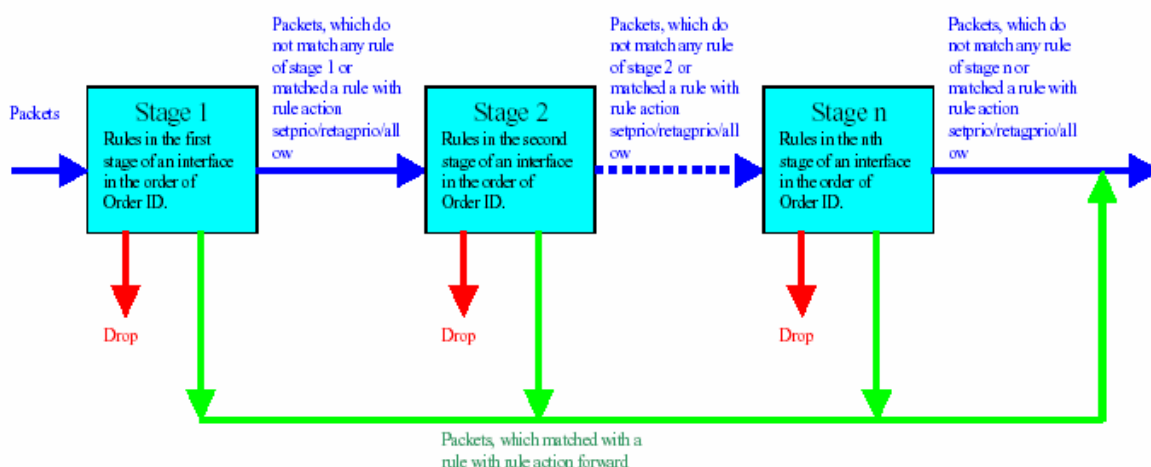 Packets, which do
not match any rule
of stage 1 or
matched a rule with
rule action
setprio/retagprio/all
ow
Packets, which do
not match any rule
of stage 2 or
matched a rule with
rule action
setprio/retagprio/all
ow
Packets, which do
not match any rule
of stage n or
matched a rule with
rule action
setprio/retagprio/all
ow
Packets
Stage 1
Rules in the first
stage of an interface
in the order of
Order ID.
Stage 2
Rules in the second
stage of an interface
in the order of
Order ID.
Stage n
Rules in the nth
stage of an interface
in the order of
Order ID.
Drop
Drop
Drop
Packets, which matched with a
rule with rule action forward